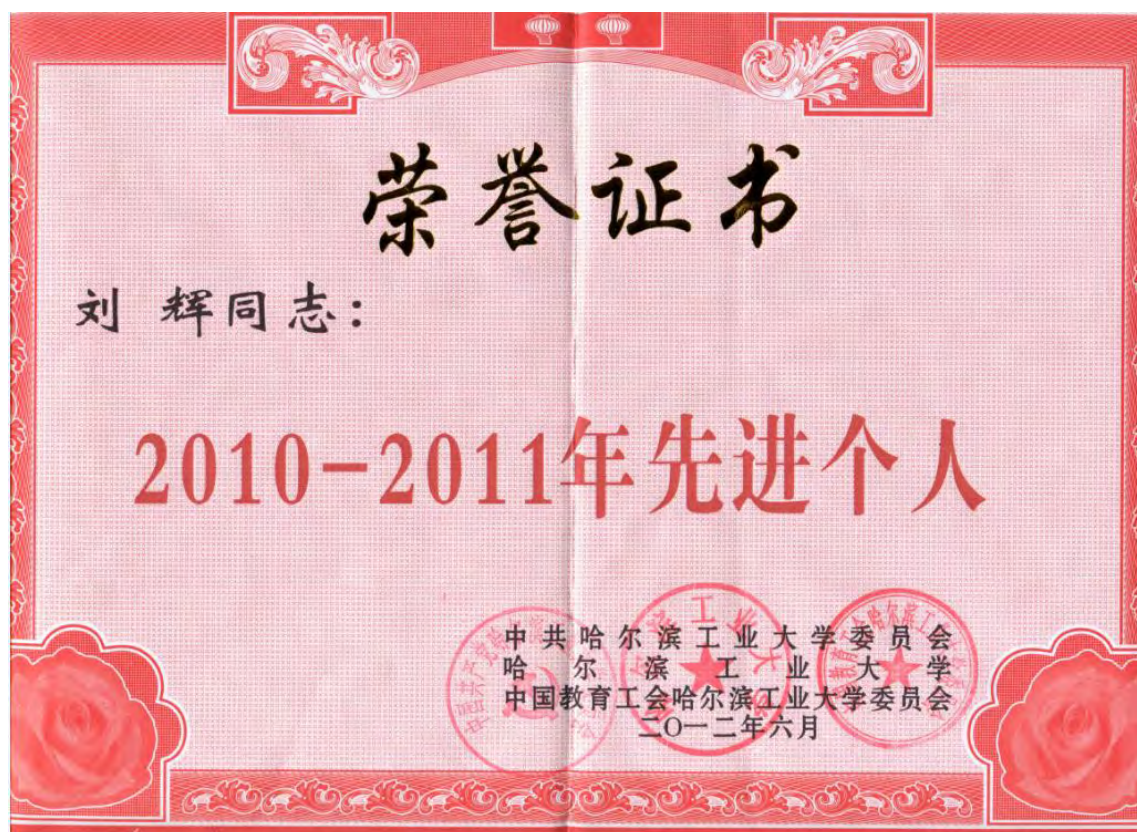 荣誉证书
刘 辉同志：
2010-2011年先进个人
中共哈尔滨工业大学委员会
哈尔滨工业大学
中国教育工会哈尔滨工业大学委员会
二〇一二年六月